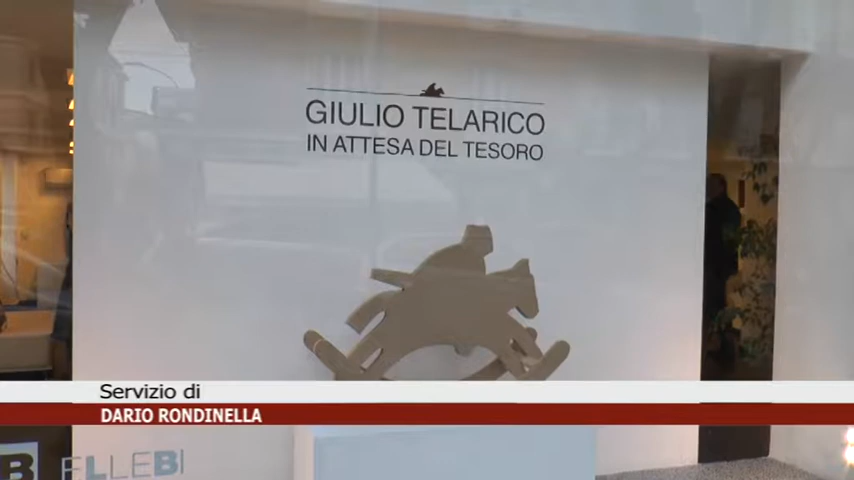 GIULIO TELARICO
IN ATTESA DEL TESORO
Servizio di
DARIO RONDINELLA
B
ELLEBI